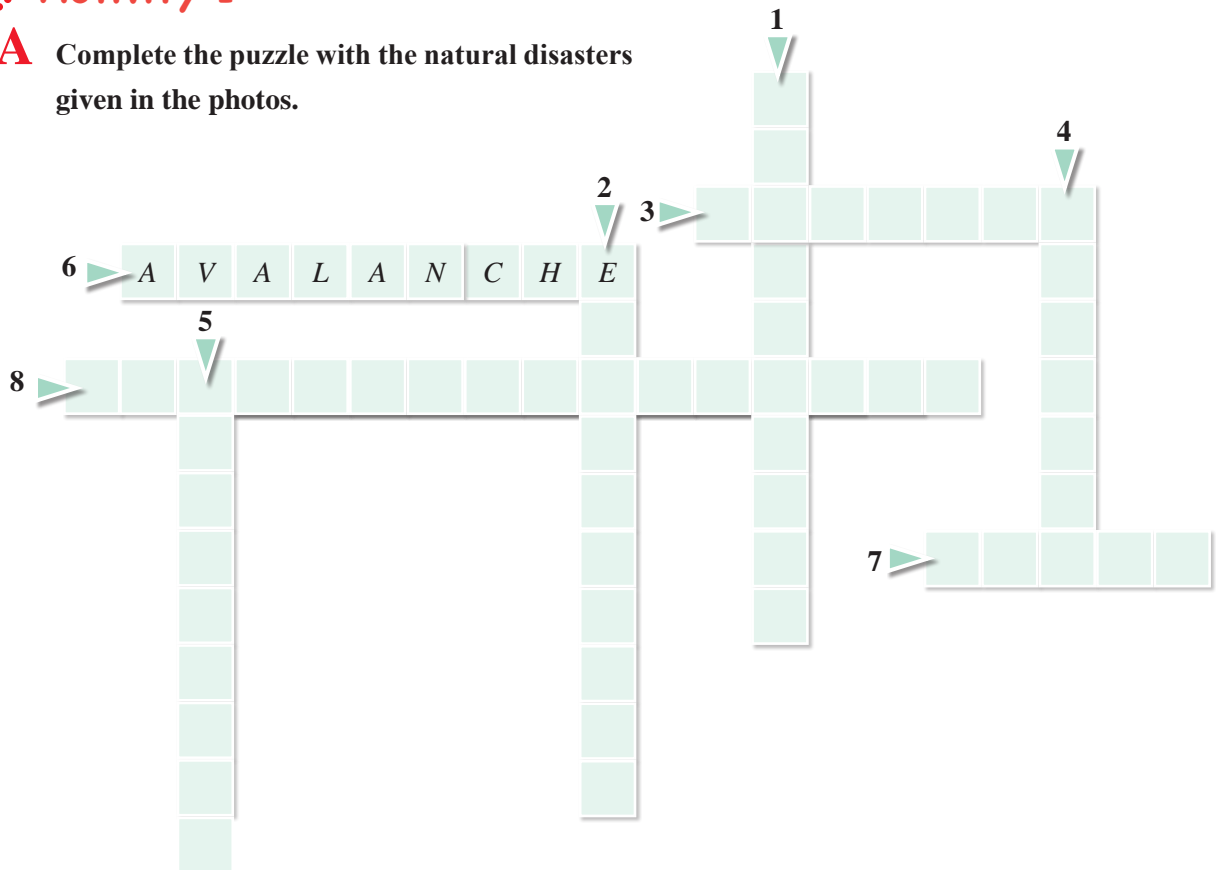 A Complete the puzzle with the natural disasters
given in the photos.
1
4
2
3
6 A V A L A N C H E
5
8
7